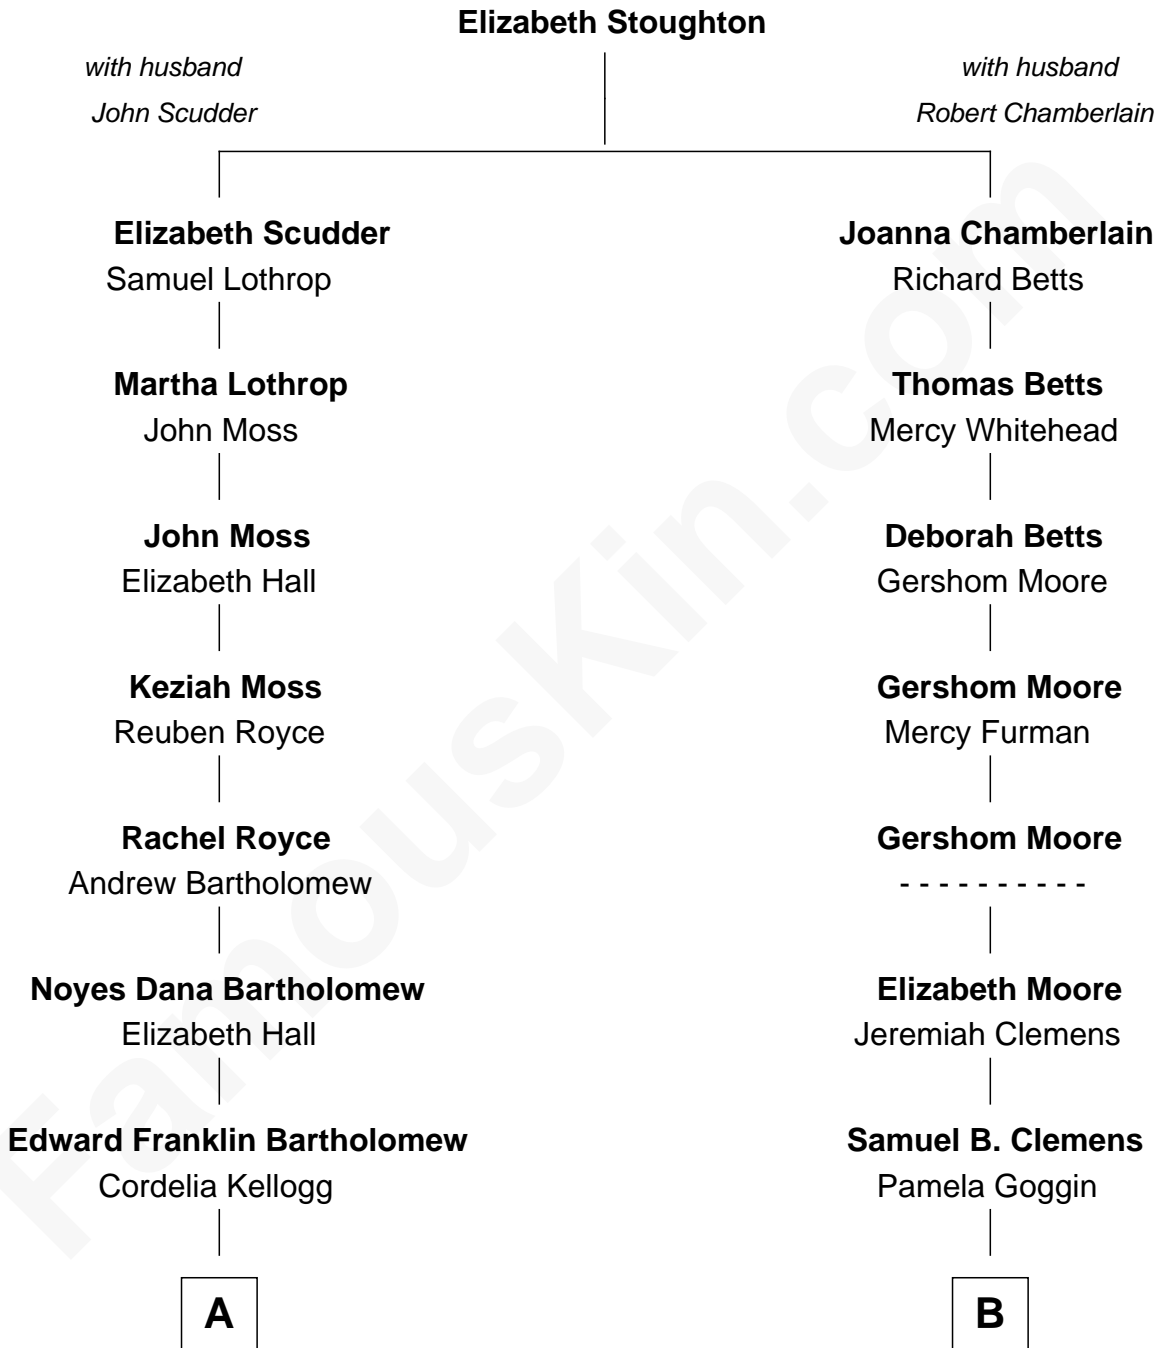 Elizabeth Stoughton
with husband
John Scudder
with husband
Robert Chamberlain
Elizabeth Scudder
Samuel Lothrop
Joanna Chamberlain
Richard Betts
Martha Lothrop
John Moss
Thomas Betts
Mercy Whitehead
John Moss
Elizabeth Hall
Deborah Betts
Gershom Moore
Keziah Moss
Reuben Royce
Gershom Moore
Mercy Furman
Rachel Royce
Andrew Bartholomew
Gershom Moore
- - - - - - - - - -
Noyes Dana Bartholomew
Elizabeth Hall
Elizabeth Moore
Jeremiah Clemens
Edward Franklin Bartholomew
Cordelia Kellogg
Samuel B. Clemens
Pamela Goggin
A
B
FamousKin.com